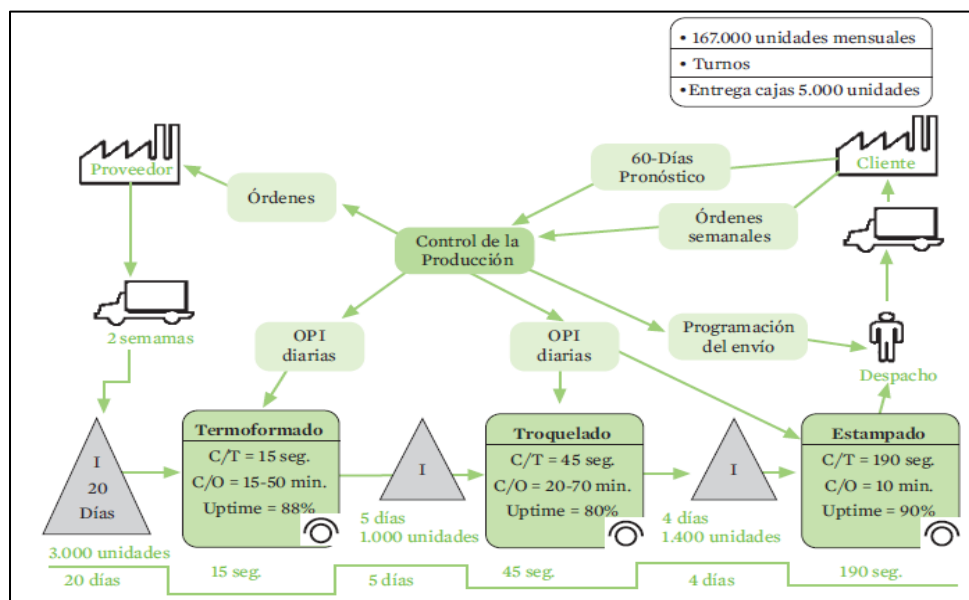 • 167.000 unidades mensuales
• Turnos
•Entrega cajas 5.000 unidades
Proveedor
Órdenes
60-Días
Pronóstico
Cliente
Órdenes
semanales
Control de la
Producción
2 semamas
OPI
diarias
OPI
diarias
Programación
del envío
Despacho
I
20
Días
3.000 unidades
Termoformado
C/T = 15 seg.
C/O = 15-50 min.
Uptime = 88%
I
5 días
1.000 unidades
Troquelado
C/T = 45 seg.
C/O = 20-70 min.
Uptime = 80%
I
4 días
1.400 unidades
Estampado
C/T = 190 seg.
C/O = 10 min.
Uptime = 90%
20 días
15 seg.
5 días
45 seg.
4 días
190 seg.